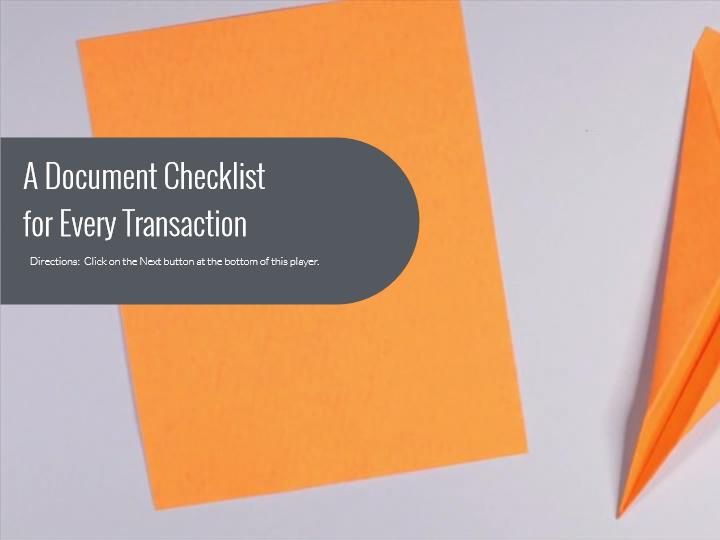 A Document Checklist
for Every Transaction
Directions: Click on the Next button at the bottom of this player.